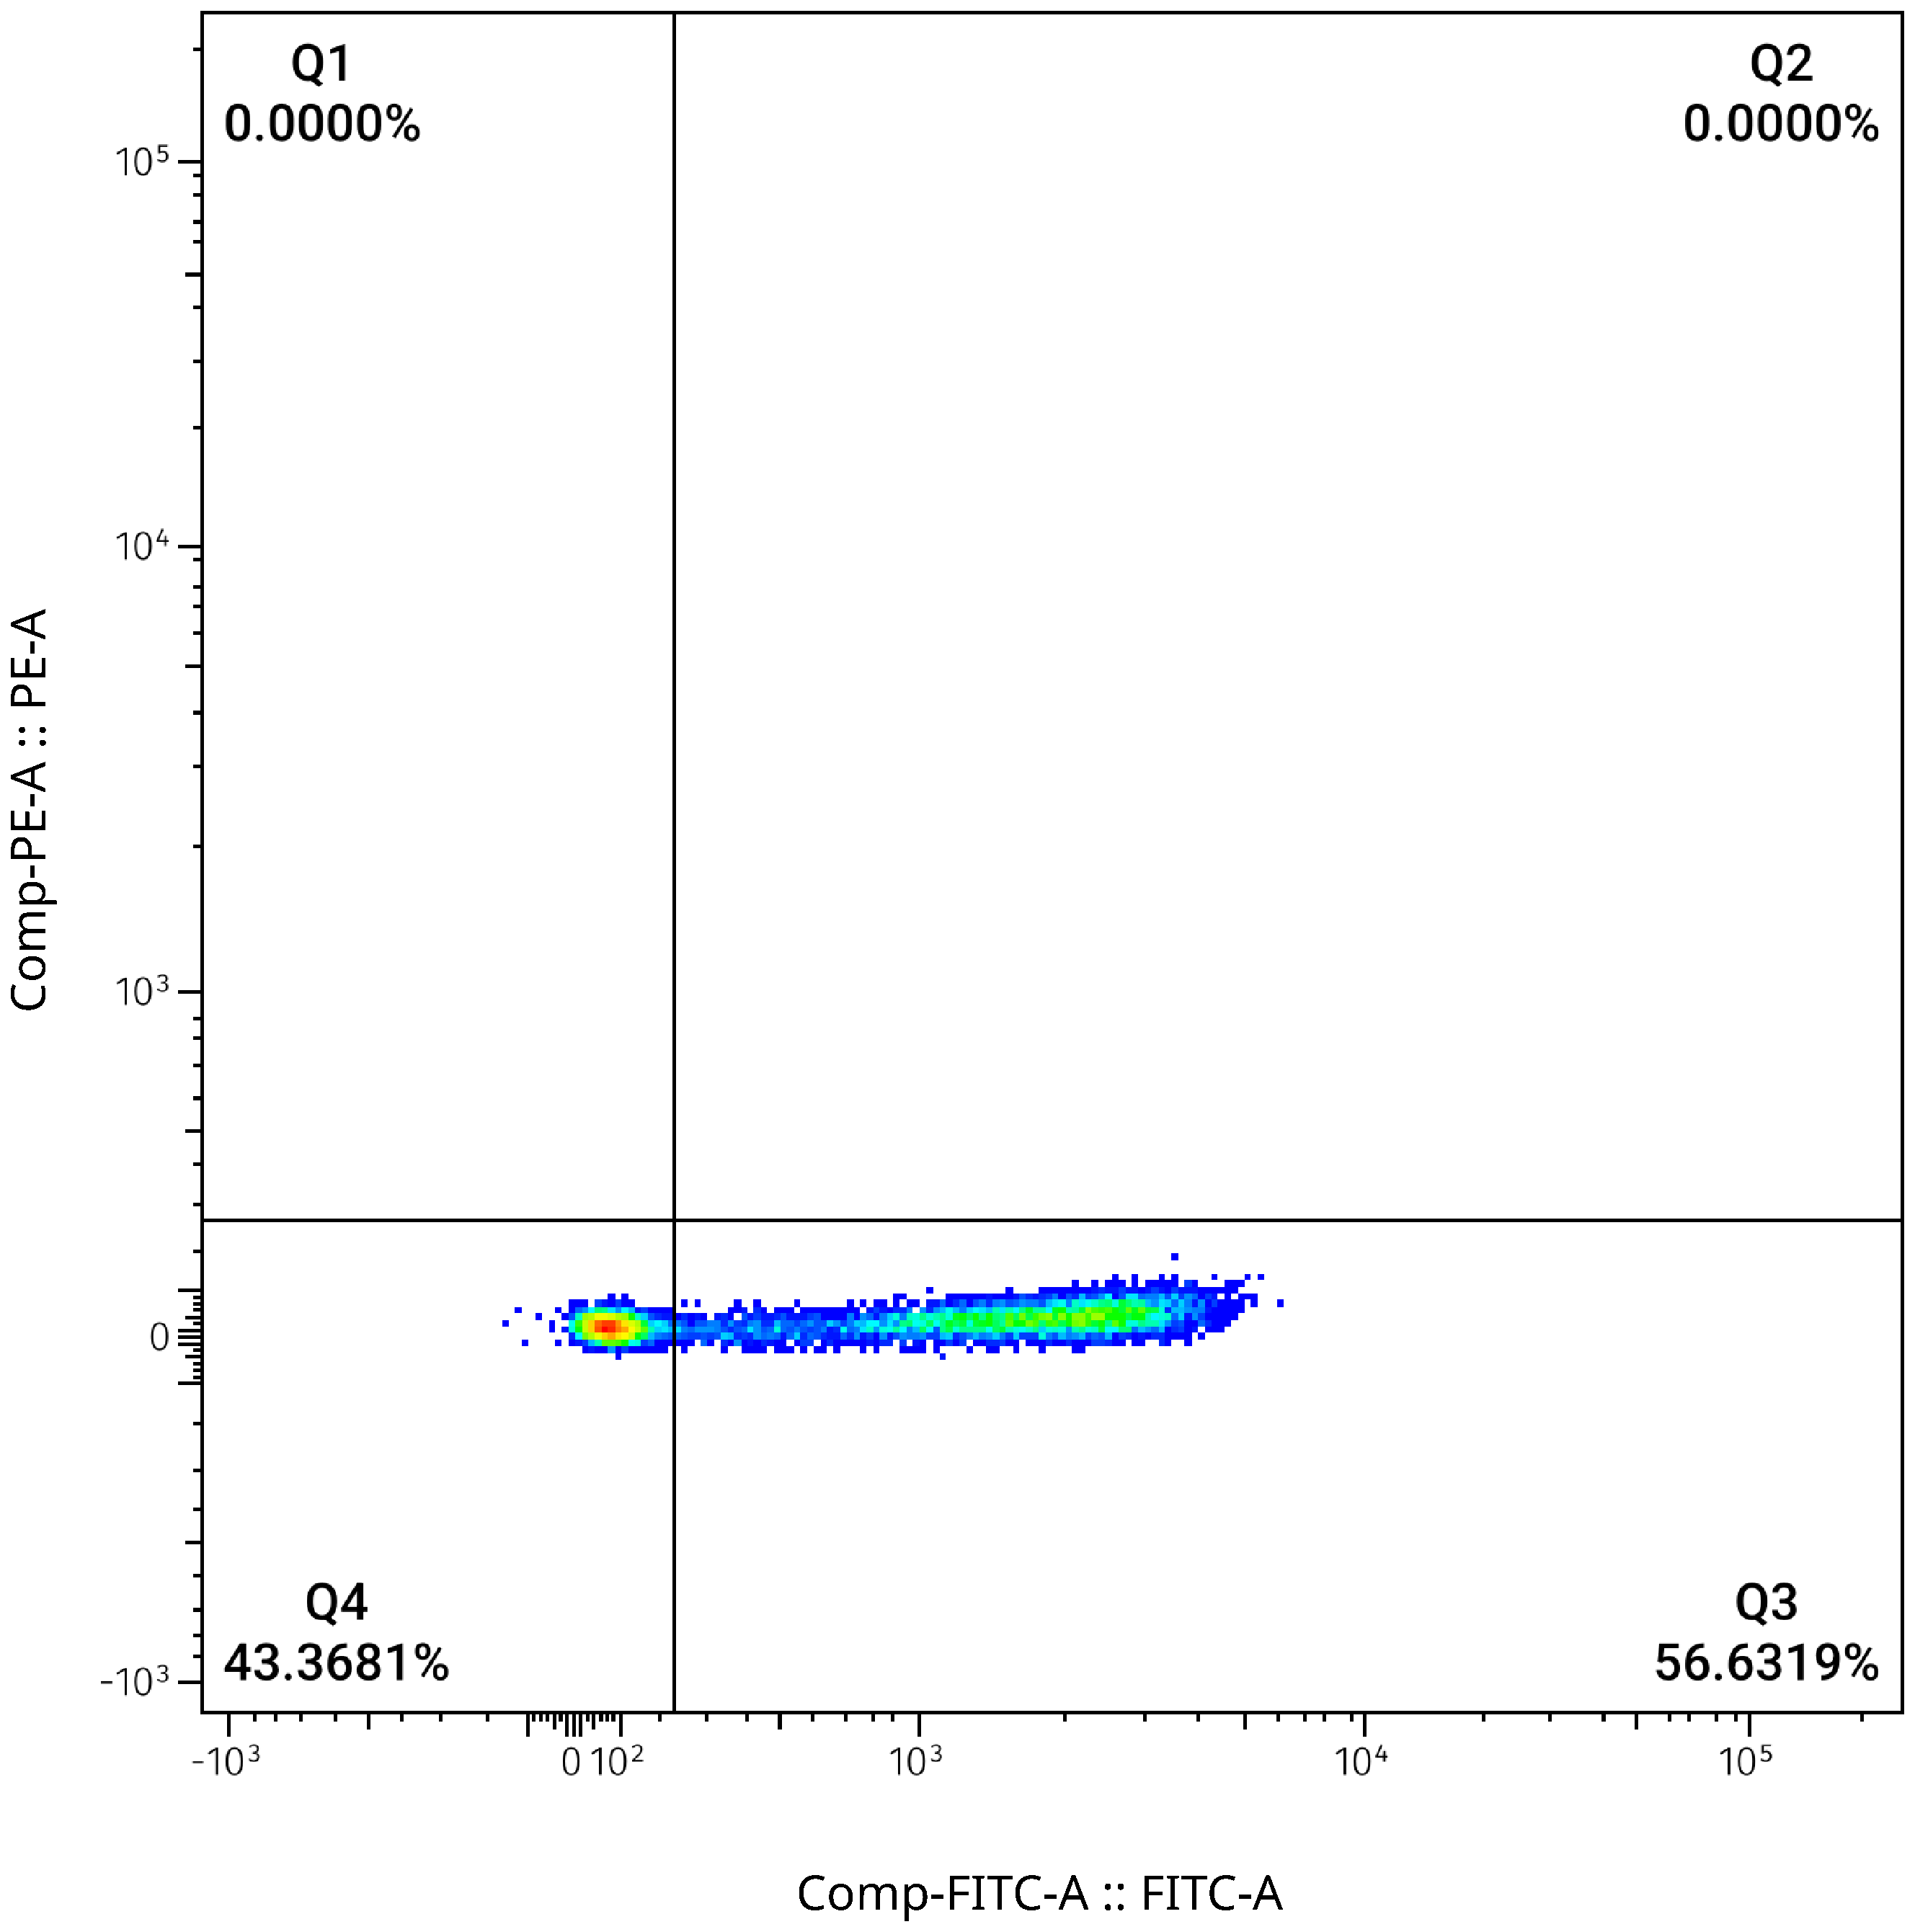 Q1
0.0000%
Q2
0.0000%
10⁵
10⁴
10³
0
-10³
Comp-PE-A :: PE-A
Q4
43.3681%
Q3
56.6319%
-10³ 0 10² 10³ 10⁴ 10⁵
Comp-FITC-A :: FITC-A